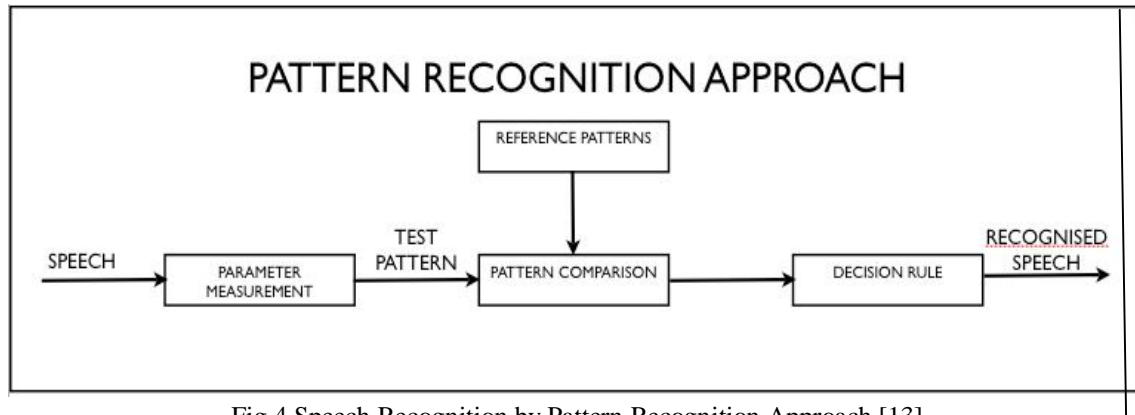 PATTERN RECOGNITION APPROACH
REFERENCE PATTERNS
SPEECH
PARAMETER
MEASUREMENT
TEST
PATTERN
PATTERN COMPARISON
DECISION RULE
RECOGNISED
SPEECH
Fig 4 Speech Recognition by Pattern Recognition Approach [13]